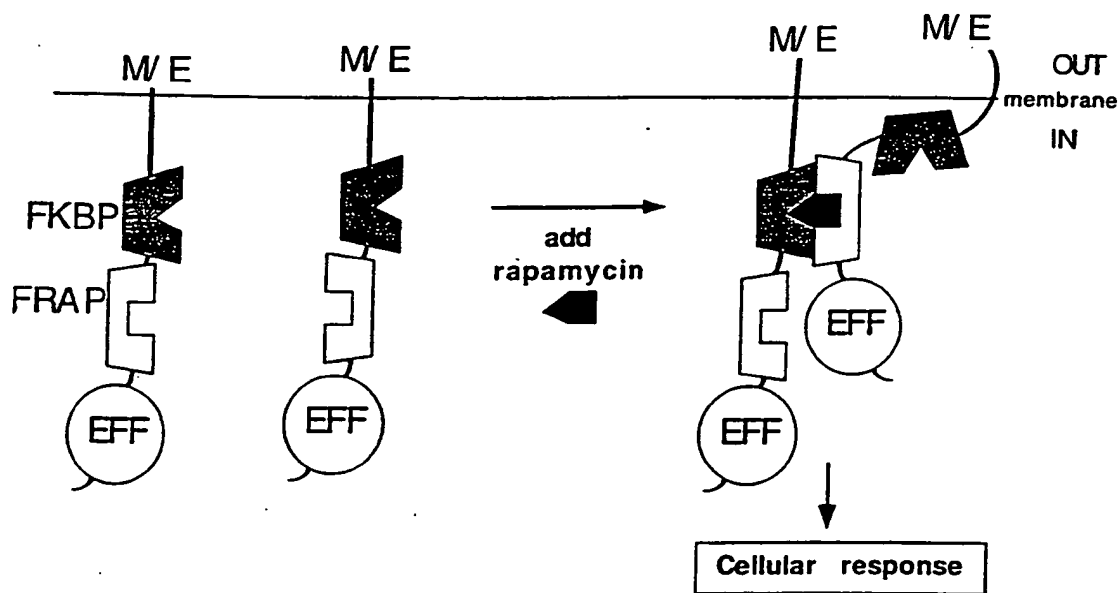 M/ E
M/ E
M/ E
M/ E
OUT
membrane
IN
FKBP
add
rapamycin
FRAP
EFF
EFF
EFF
EFF
Cellular response